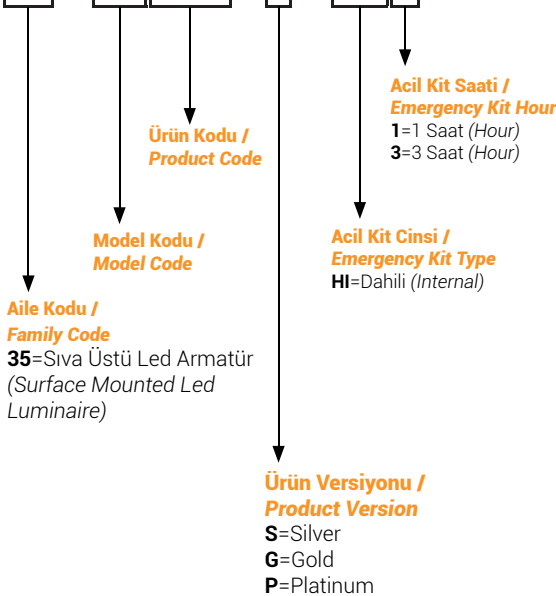 Acil Kit Saati /
Emergency Kit Hour
1=1 Saat (Hour)
3=3 Saat (Hour)
Ürün Kodu /
Product Code
Model Kodu /
Model Code
Acil Kit Cinsi /
Emergency Kit Type
HI=Dahili (Internal)
Aile Kodu /
Family Code
35=Sıva Üstü Led Armatür
(Surface Mounted Led
Luminaire)
Ürün Versiyonu /
Product Version
S=Silver
G=Gold
P=Platinum